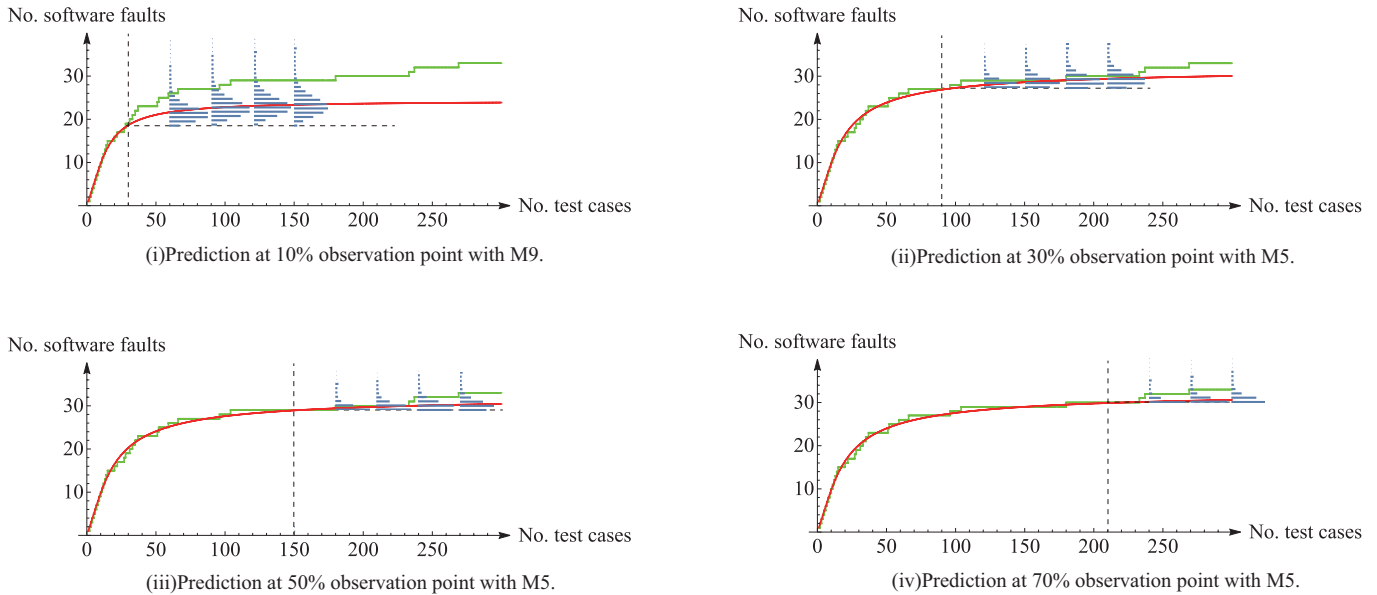 No. software faults
30
20
10
0 50 100 150 200 250
No. test cases
(i)Prediction at 10% observation point with M9.
No. software faults
30
20
10
0 50 100 150 200 250
No. test cases
(ii)Prediction at 30% observation point with M5.
No. software faults
30
20
10
0 50 100 150 200 250
No. test cases
(iii)Prediction at 50% observation point with M5.
No. software faults
30
20
10
0 50 100 150 200 250
No. test cases
(iv)Prediction at 70% observation point with M5.